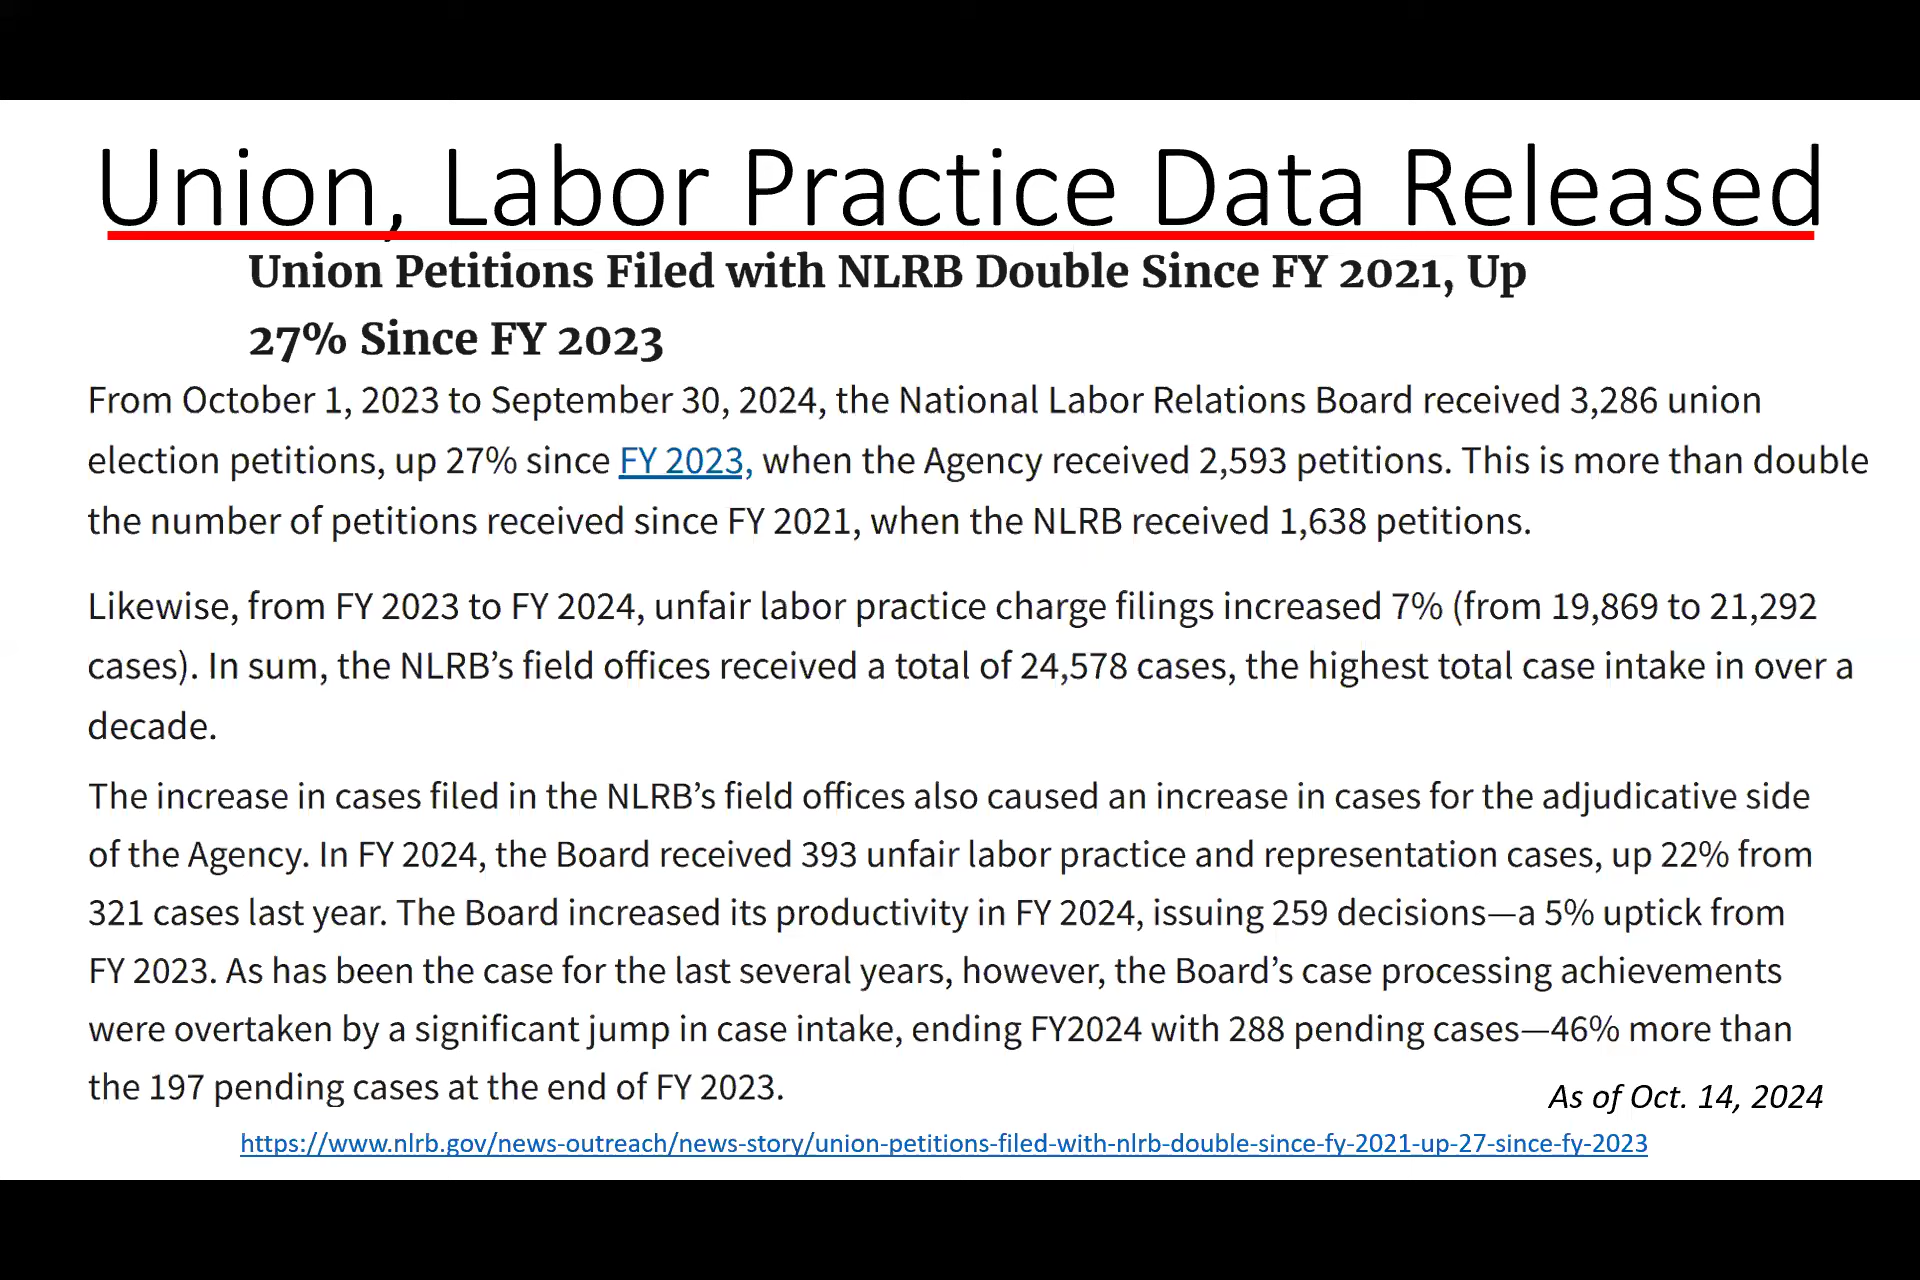 Union, Labor Practice Data Released
Union Petitions Filed with NLRB Double Since FY 2021, Up
27% Since FY 2023
From October 1, 2023 to September 30, 2024, the National Labor Relations Board received 3,286 union
election petitions, up 27% since FY 2023, when the Agency received 2,593 petitions. This is more than double
the number of petitions received since FY 2021, when the NLRB received 1,638 petitions.
Likewise, from FY 2023 to FY 2024, unfair labor practice charge filings increased 7% (from 19,869 to 21,292
cases). In sum, the NLRB’s field offices received a total of 24,578 cases, the highest total case intake in over a
decade.
The increase in cases filed in the NLRB’s field offices also caused an increase in cases for the adjudicative side
of the Agency. In FY 2024, the Board received 393 unfair labor practice and representation cases, up 22% from
321 cases last year. The Board increased its productivity in FY 2024, issuing 259 decisions—a 5% uptick from
FY 2023. As has been the case for the last several years, however, the Board’s case processing achievements
were overtaken by a significant jump in case intake, ending FY2024 with 288 pending cases—46% more than
the 197 pending cases at the end of FY 2023.
As of Oct. 14, 2024
https://www.nlrb.gov/news-outreach/news-story/union-petitions-filed-with-nlrb-double-since-fy-2021-up-27-since-fy-2023